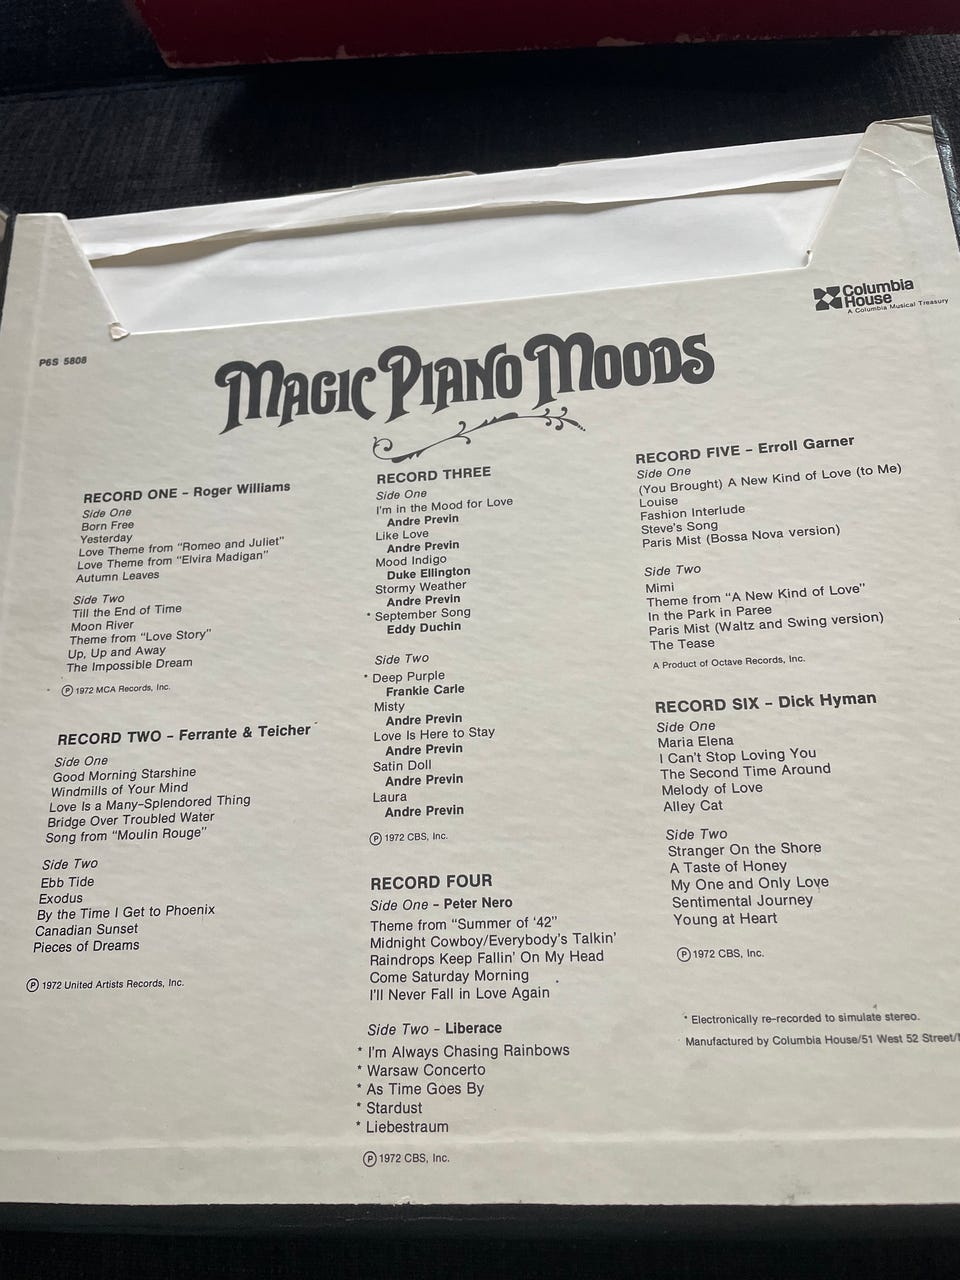 Columbia
House
A Columbia Musical Treasury
P6S 5808
MAGIC PIANO MOODS
RECORD ONE – Roger Williams
Side One
Born Free
Yesterday
Love Theme from "Romeo and Juliet"
Love Theme from "Elvira Madigan"
Autumn Leaves
Side Two
Till the End of Time
Moon River
Theme from "Love Story"
Up, Up and Away
The Impossible Dream
Ⓟ 1972 MCA Records, Inc.
RECORD TWO – Ferrante & Teicher
Side One
Good Morning Starshine
Windmills of Your Mind
Love Is a Many-Splendored Thing
Bridge Over Troubled Water
Song from "Moulin Rouge"
Side Two
Ebb Tide
Exodus
By the Time I Get to Phoenix
Canadian Sunset
Pieces of Dreams
Ⓟ 1972 United Artists Records, Inc.
RECORD THREE
Side One
I'm in the Mood for Love
Andre Previn
Like Love
Andre Previn
Mood Indigo
Duke Ellington
Stormy Weather
Andre Previn
* September Song
Eddy Duchin
Side Two
* Deep Purple
Frankie Carle
Misty
Andre Previn
Love Is Here to Stay
Andre Previn
Satin Doll
Andre Previn
Laura
Andre Previn
Ⓟ 1972 CBS, Inc.
RECORD FOUR
Side One – Peter Nero
Theme from "Summer of '42"
Midnight Cowboy/Everybody's Talkin'
Raindrops Keep Fallin' On My Head
Come Saturday Morning
I'll Never Fall in Love Again
Side Two – Liberace
* I'm Always Chasing Rainbows
* Warsaw Concerto
* As Time Goes By
* Stardust
* Liebestraum
Ⓟ 1972 CBS, Inc.
RECORD FIVE – Erroll Garner
Side One
(You Brought) A New Kind of Love (to Me)
Louise
Fashion Interlude
Steve's Song
Paris Mist (Bossa Nova version)
Side Two
Mimi
Theme from "A New Kind of Love"
In the Park in Paree
Paris Mist (Waltz and Swing version)
The Tease
A Product of Octave Records, Inc.
RECORD SIX – Dick Hyman
Side One
Maria Elena
I Can't Stop Loving You
The Second Time Around
Melody of Love
Alley Cat
Side Two
Stranger On the Shore
A Taste of Honey
My One and Only Love
Sentimental Journey
Young at Heart
Ⓟ 1972 CBS, Inc.
* Electronically re-recorded to simulate stereo.
Manufactured by Columbia House/51 West 52 Street/